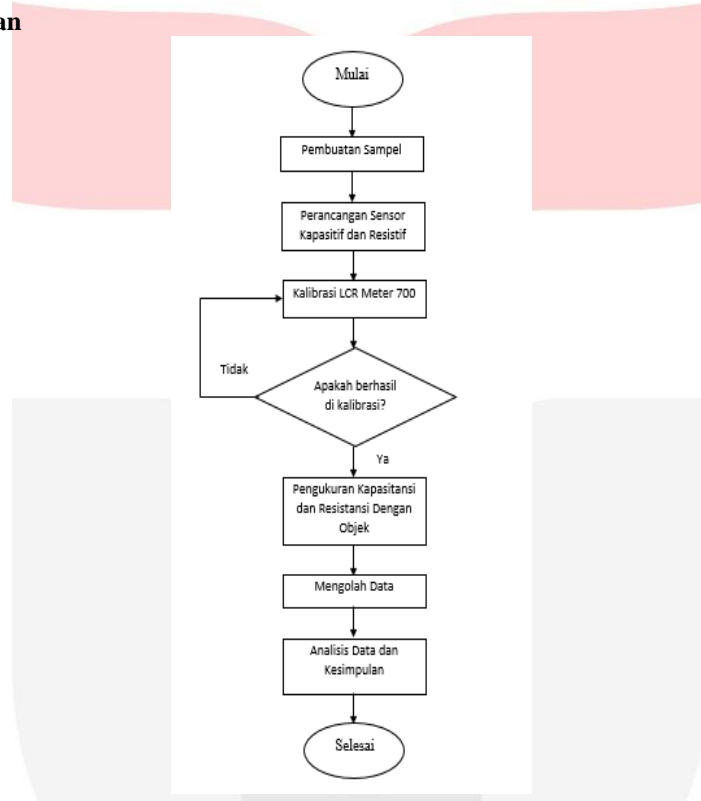 an
Mulai
Pembuatan Sampel
Perancangan Sensor
Kapasitif dan Resistif
Kalibrasi LCR Meter 700
Tidak
Apakah berhasil
di kalibrasi?
Ya
Pengukuran Kapasitansi
dan Resistansi Dengan
Objek
Mengolah Data
Analisis Data dan
Kesimpulan
Selesai